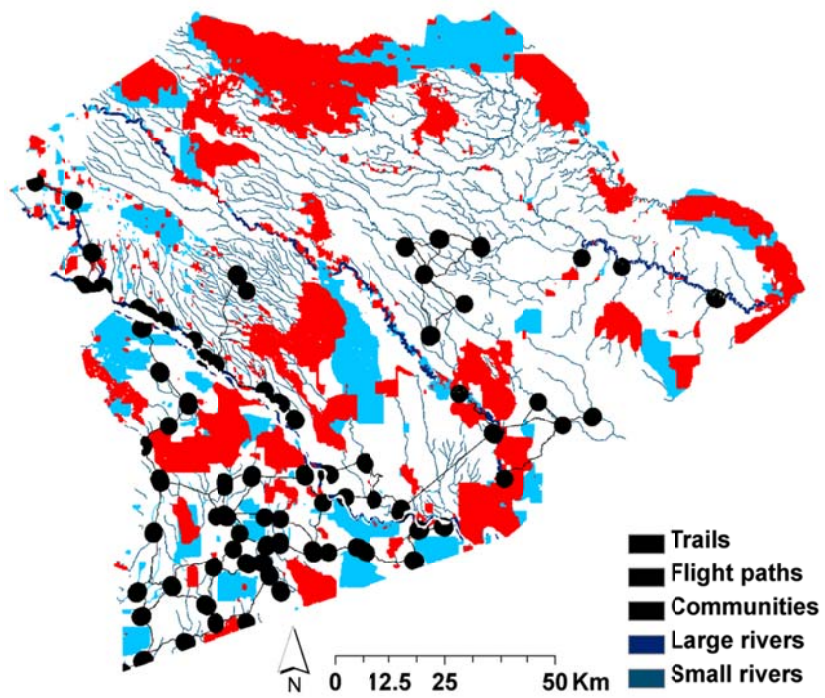 Trails
Flight paths
Communities
Large rivers
Small rivers
N
0 12.5 25 50 Km